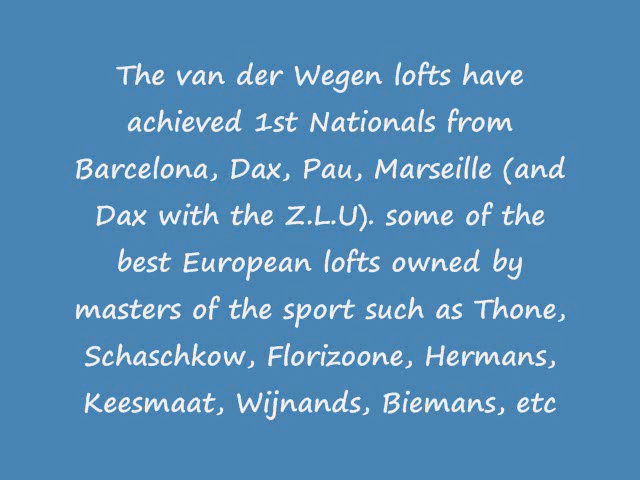 The van der Wegen lofts have
achieved 1st Nationals from
Barcelona, Dax, Pau, Marseille (and
Dax with the Z.L.U). some of the
best European lofts owned by
masters of the sport such as Thone,
Schaschkow, Florizoone, Hermans,
Keesmaat, Wijnands, Biemans, etc